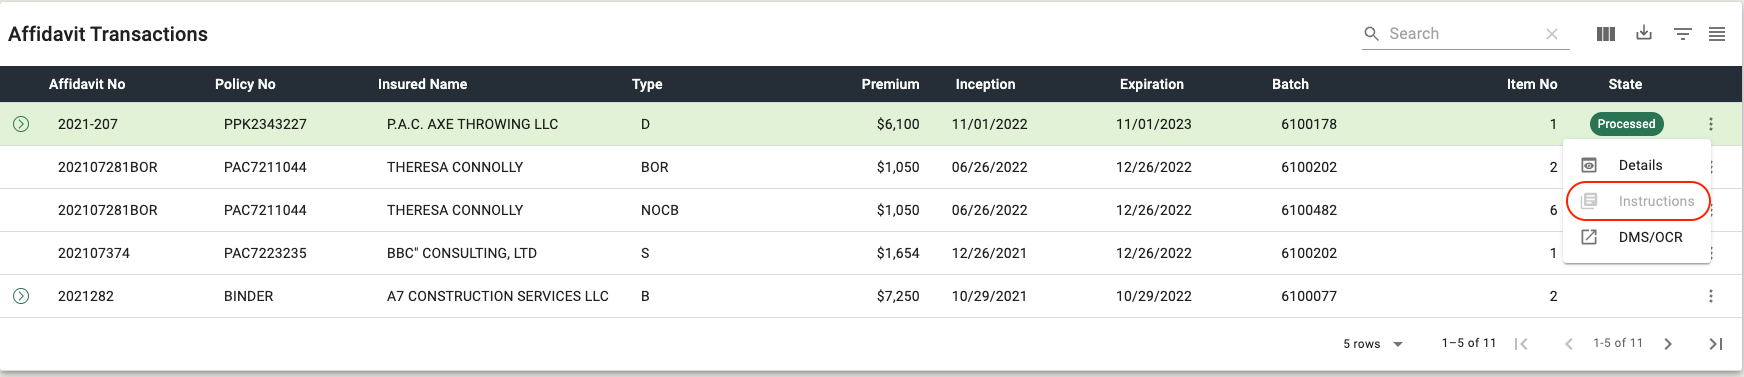 Affidavit Transactions Search
Affidavit No Policy No Insured Name Type Premium Inception Expiration Batch Item No State
2021-207 PPK2343227 P.A.C. AXE THROWING LLC D $6,100 11/01/2022 11/01/2023 6100178 1 Processed
202107281BOR PAC7211044 THERESA CONNOLLY BOR $1,050 06/26/2022 12/26/2022 6100202 2 Details
Instructions
202107281BOR PAC7211044 THERESA CONNOLLY NOCB $1,050 06/26/2022 12/26/2022 6100482 6
DMS/OCR
202107374 PAC7223235 BBC" CONSULTING, LTD S $1,654 12/26/2021 12/26/2022 6100202 1
2021282 BINDER A7 CONSTRUCTION SERVICES LLC B $7,250 10/29/2021 10/29/2022 6100077 2
5 rows 1–5 of 11 1-5 of 11